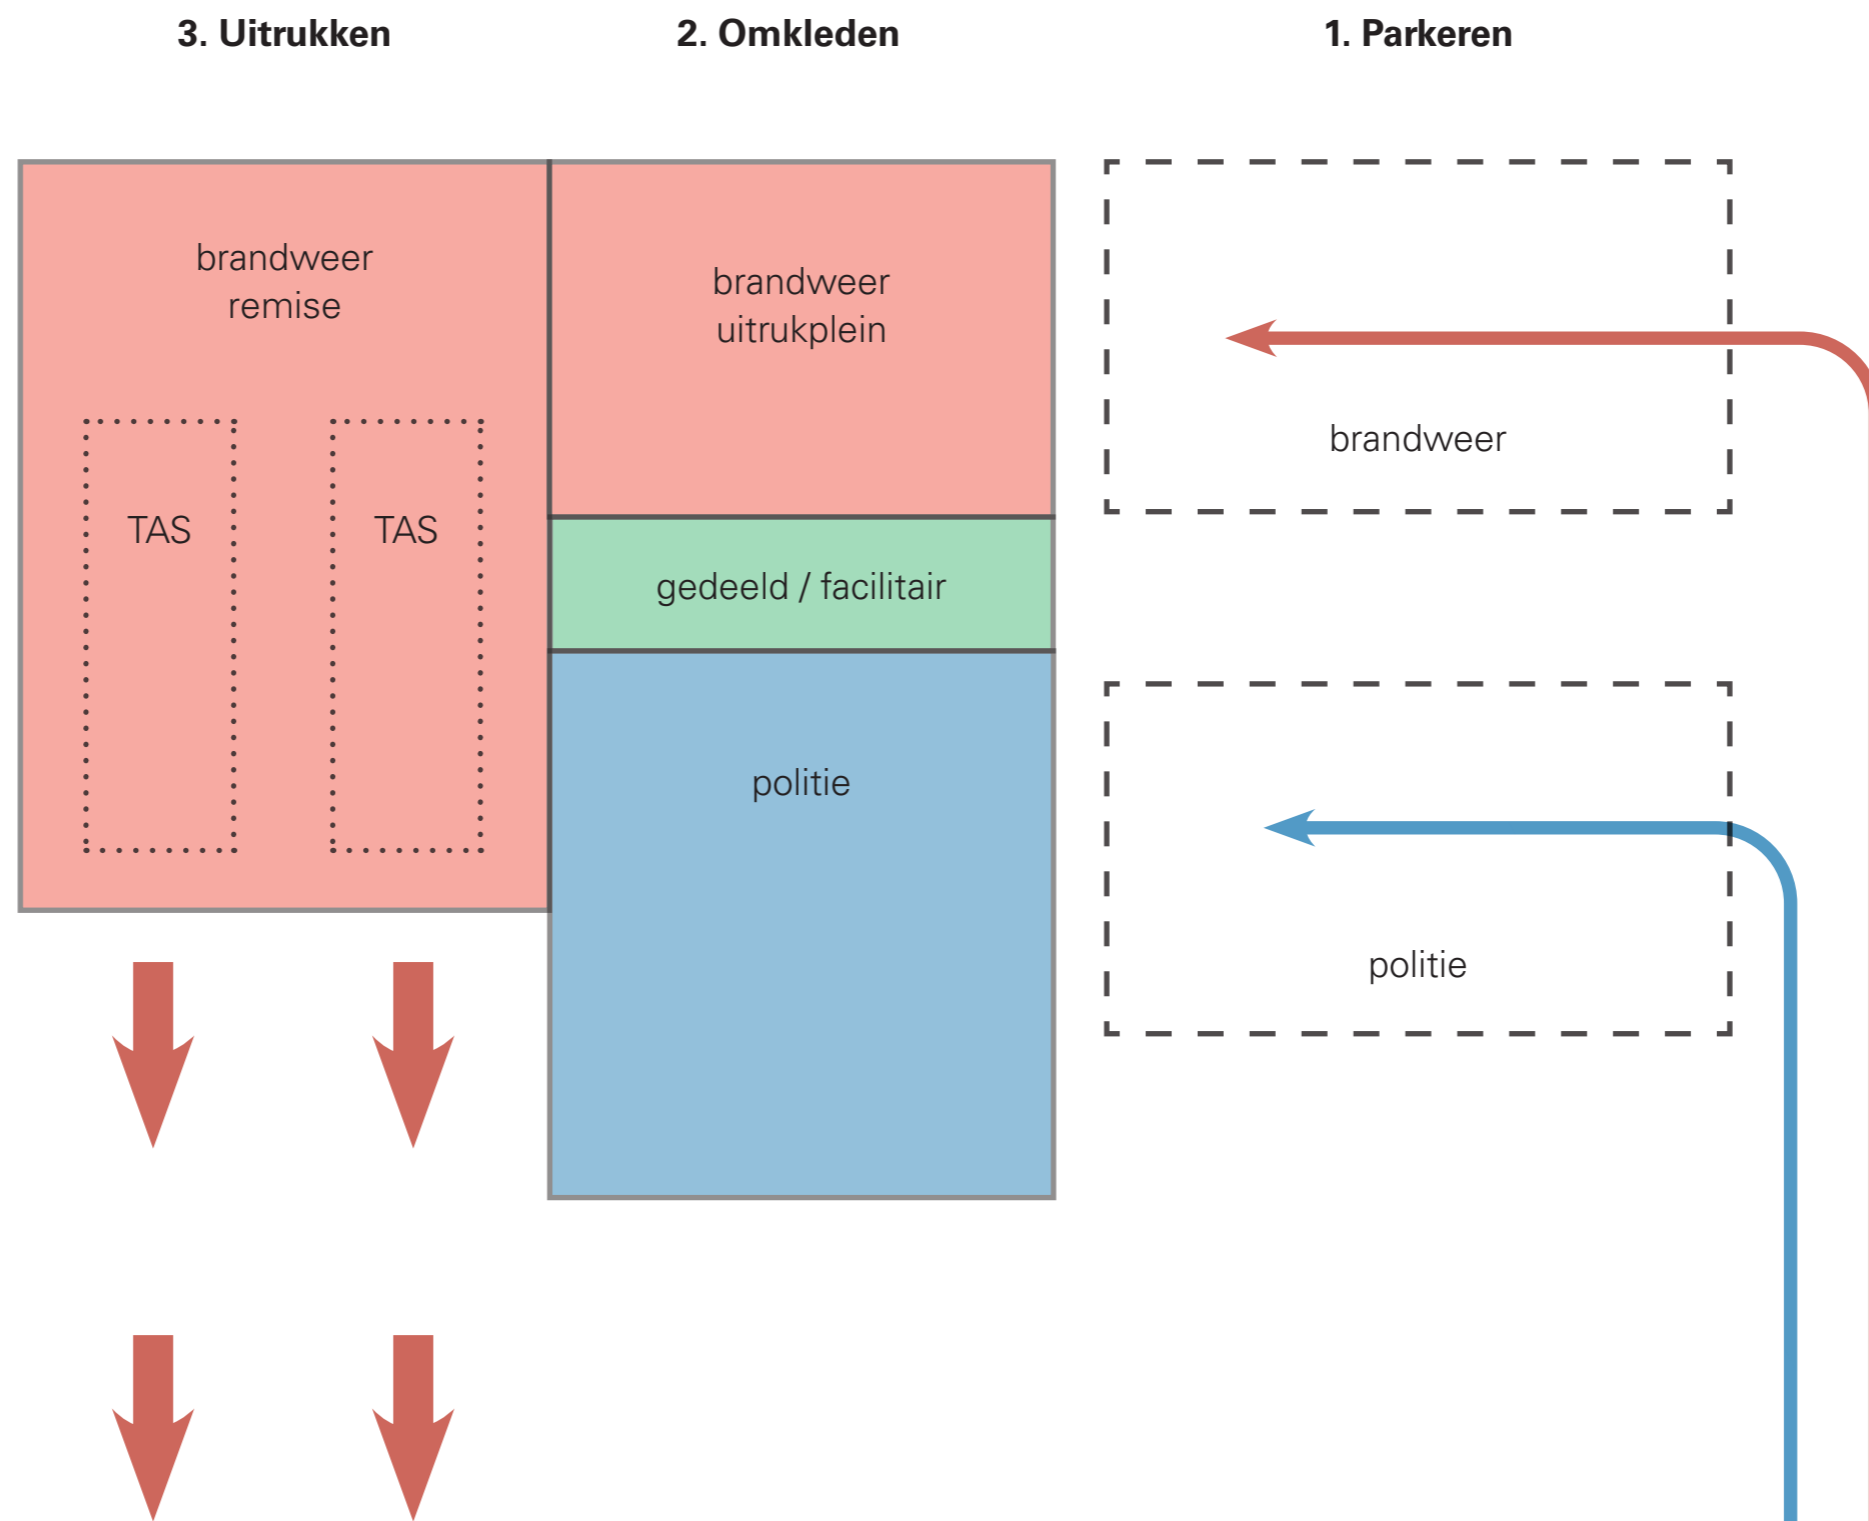 3. Uitrukken
2. Omkleden
1. Parkeren
brandweer
remise
brandweer
uitrukplein
brandweer
TAS
TAS
gedeeld / facilitair
politie
politie